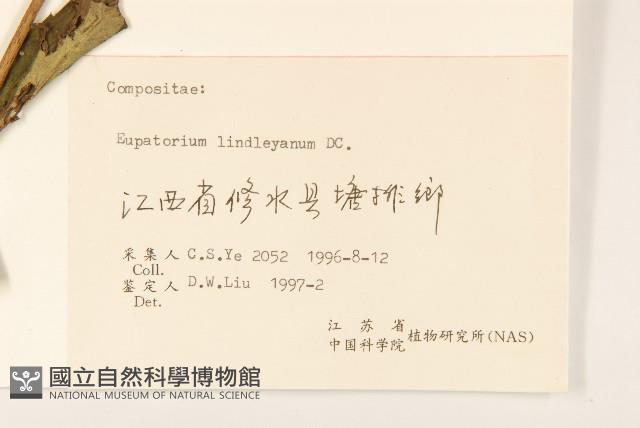 Compositae:
Eupatorium lindleyanum DC.
江西省修水县塘排鄉
采集人 C.S.Ye 2052 1996-8-12
Coll.
鉴定人 D.W.Liu 1997-2
Det.
江苏省
中国科学院 植物研究所(NAS)
國立自然科學博物館
NATIONAL MUSEUM OF NATURAL SCIENCE